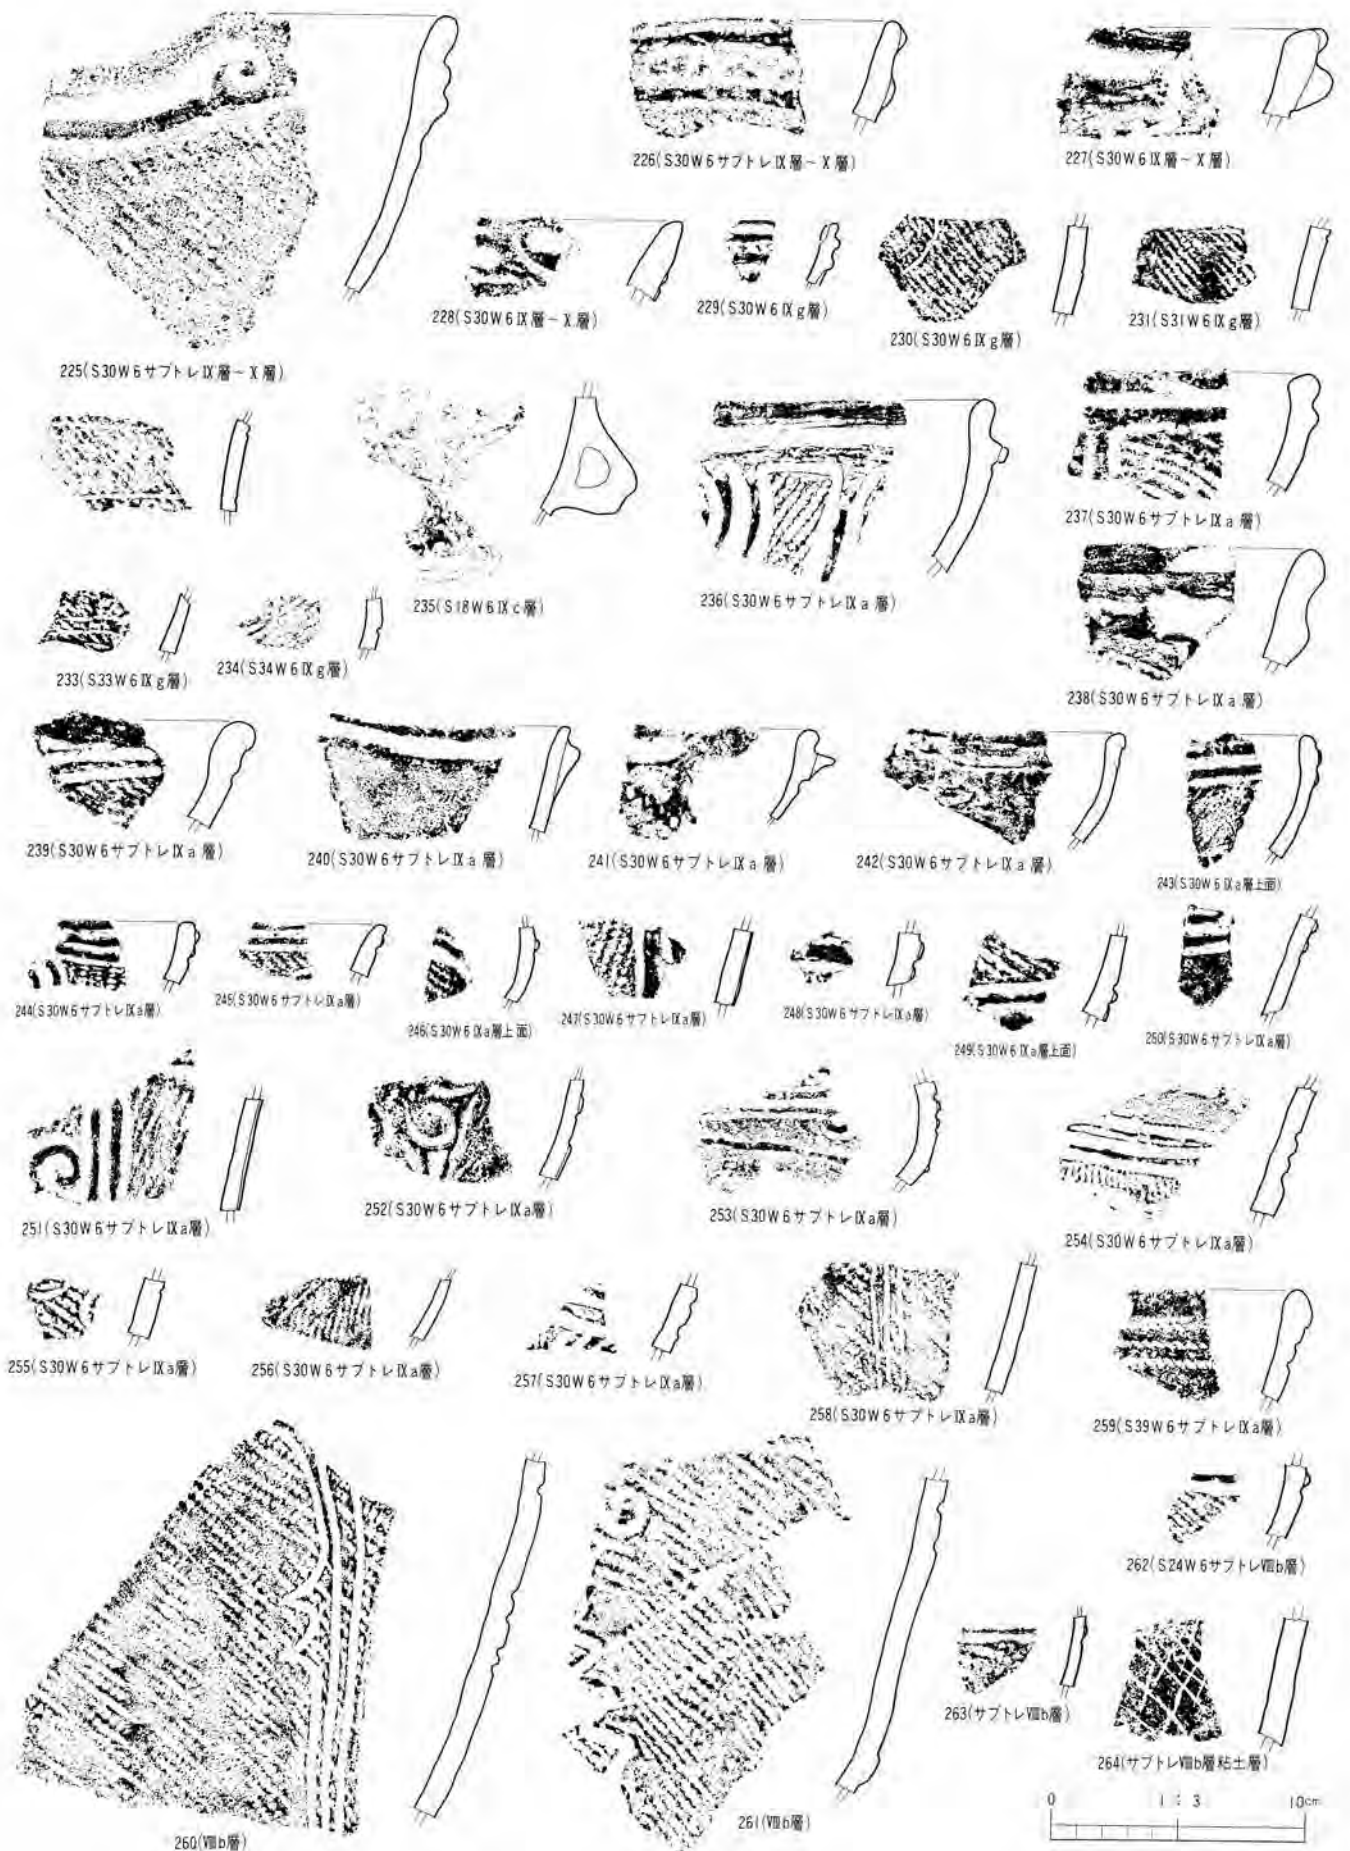 226(S30W6サブトレⅨ層~Ⅹ層)
227(S30W6Ⅸ層~Ⅹ層)
228(S30W6Ⅸ層~Ⅹ層)
229(S30W6Ⅸg層)
230(S30W6Ⅸg層)
231(S31W6Ⅸg層)
225(S30W6サブトレⅨ層~Ⅹ層)
237(S30W6サブトレⅨa層)
235(S18W6Ⅸc層)
236(S30W6サブトレⅨa層)
233(S33W6Ⅸg層)
234(S34W6Ⅸg層)
238(S30W6サブトレⅨa層)
239(S30W6サブトレⅨa層)
240(S30W6サブトレⅨa層)
241(S30W6サブトレⅨa層)
242(S30W6サブトレⅨa層)
243(S30W6Ⅸa層上面)
244(S30W6サブトレⅨa層)
245(S30W6サブトレⅨa層)
246(S30W6Ⅸa層上面)
247(S30W6サブトレⅨa層)
248(S30W6サブトレⅨa層)
249(S30W6Ⅸa層上面)
250(S30W6サブトレⅨa層)
251(S30W6サブトレⅨa層)
252(S30W6サブトレⅨa層)
253(S30W6サブトレⅨa層)
254(S30W6サブトレⅨa層)
255(S30W6サブトレⅨa層)
256(S30W6サブトレⅨa層)
257(S30W6サブトレⅨa層)
258(S30W6サブトレⅨa層)
259(S39W6サブトレⅨa層)
262(S24W6サブトレⅧb層)
263(サブトレⅧb層)
264(サブトレⅧb層粘土層)
260(Ⅷb層)
261(Ⅷb層)
0 1:3 10cm